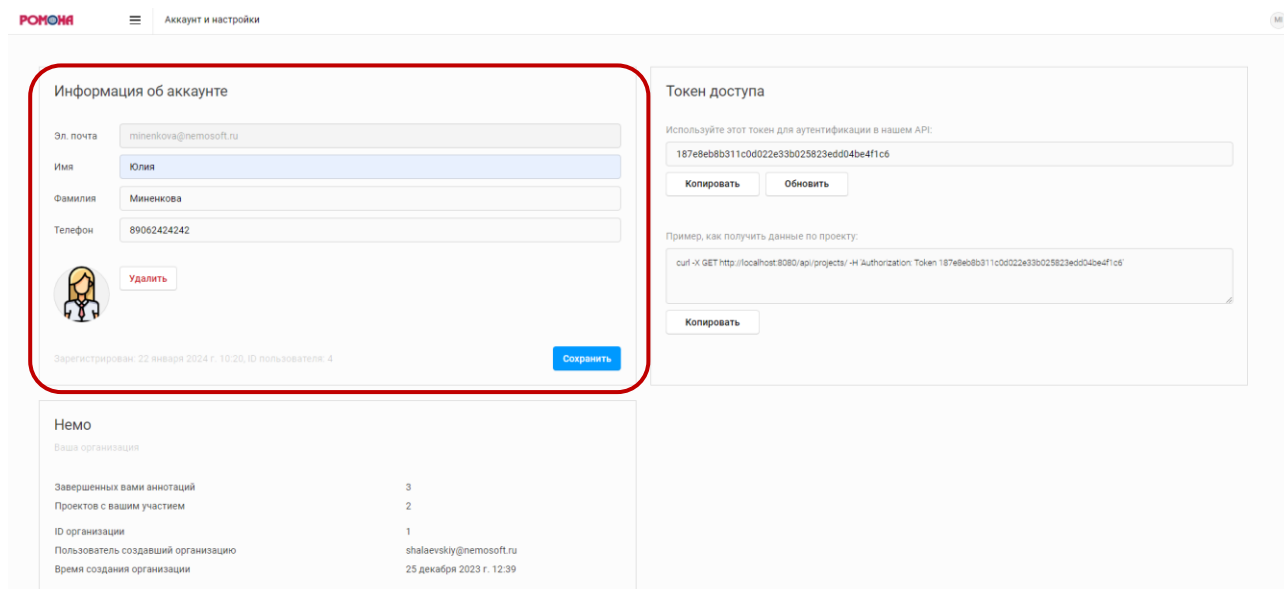 РОМОНА
Аккаунт и настройки
MI
Информация об аккаунте
Эл. почта minenkova@nemosoft.ru
Имя Юлия
Фамилия Миненкова
Телефон 89062424242
Удалить
Зарегистрирован: 22 января 2024 г. 10:20, ID пользователя: 4
Сохранить
Токен доступа
Используйте этот токен для аутентификации в нашем API:
187e8eb8b311c0d022e33b025823edd04be4f1c6
Копировать Обновить
Пример, как получить данные по проекту:
curl -X GET http://localhost:8080/api/projects/ -H 'Authorization: Token 187e8eb8b311c0d022e33b025823edd04be4f1c6'
Копировать
Немо
Ваша организация
Завершенных вами аннотаций 3
Проектов с вашим участием 2
ID организации 1
Пользователь создавший организацию shalaevskiy@nemosoft.ru
Время создания организации 25 декабря 2023 г. 12:39